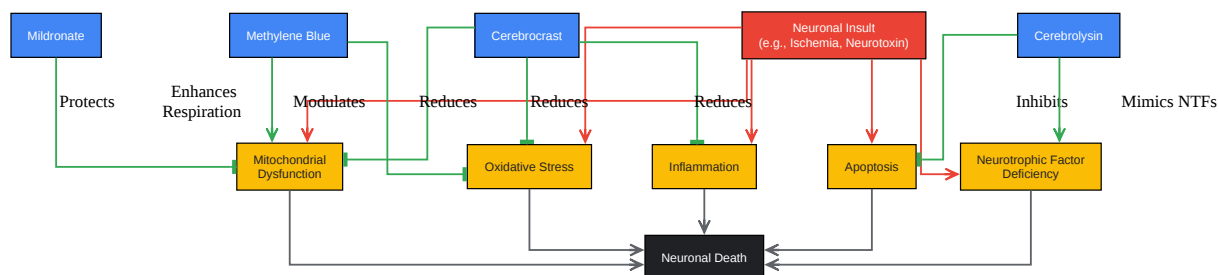 Mildronate
Methylene Blue
Cerebrocrast
Neuronal Insult
(e.g., Ischemia, Neurotoxin)
Cerebrolysin
Protects
Enhances
Respiration
Modulates
Reduces
Reduces
Reduces
Inhibits
Mimics NTFs
Mitochondrial
Dysfunction
Oxidative Stress
Inflammation
Apoptosis
Neurotrophic Factor
Deficiency
Neuronal Death